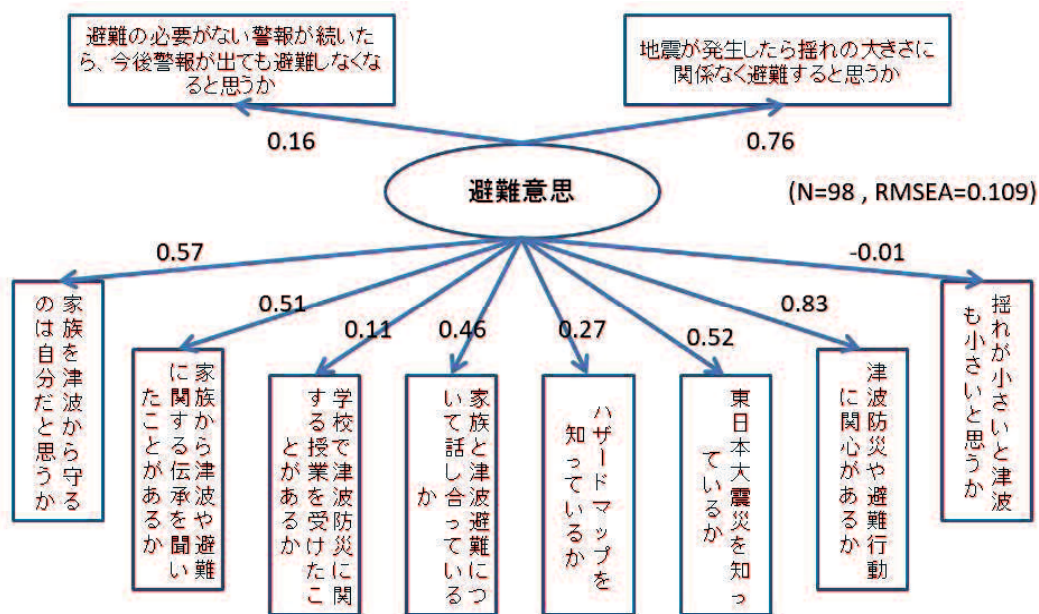 避難の必要がない警報が続いた
ら、今後警報が出ても避難しなくな
ると思うか
地震が発生したら揺れの大きさに
関係なく避難すると思うか
0.16
0.76
避難意思
(N=98 , RMSEA=0.109)
0.57
-0.01
0.51
0.11
0.46
0.27
0.52
0.83
家族を津波から守る
のは自分だと思うか
家族から津波や避難
に関する伝承を聞い
たことがあるか
学校で津波防災に関
する授業を受けたこ
とがあるか
家族と津波避難につ
いて話し合っている
か
ハザードマップを
知っているか
東日本大震災を知っ
ているか
津波防災や避難行動
に関心があるか
揺れが小さいと津波
も小さいと思うか